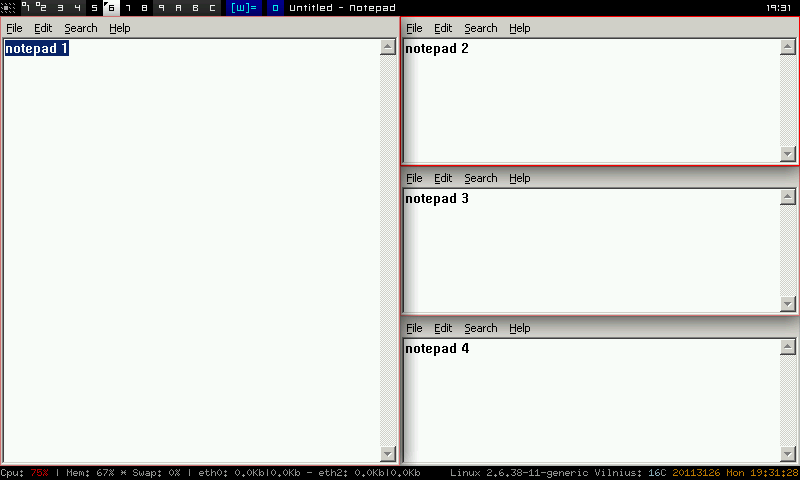 1 2 3 4 5 6 7 8 9 A B C [W]= 0 Untitled - Notepad 19:31
File Edit Search Help
notepad 1
File Edit Search Help
notepad 2
File Edit Search Help
notepad 3
File Edit Search Help
notepad 4
Cpu: 75% | Mem: 67% * Swap: 0% | eth0: 0.0Kb|0.0Kb - eth2: 0.0Kb|0.0Kb Linux 2.6.38-11-generic Vilnius: 16C 20113126 Mon 19:31:28